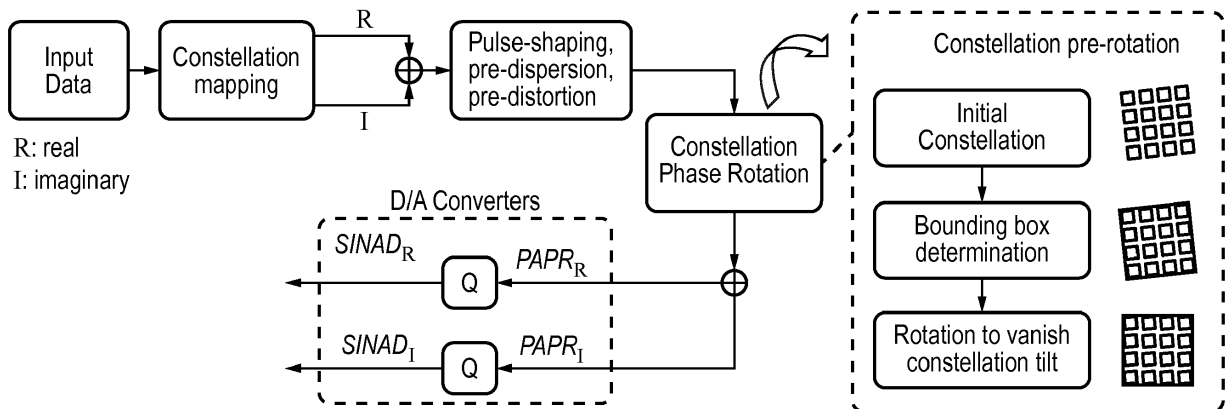 Input
Data
R: real
I: imaginary
Constellation
mapping
R
I
Pulse-shaping,
pre-dispersion,
pre-distortion
Constellation
Phase Rotation
D/A Converters
SINAD_R
Q
PAPR_R
SINAD_I
Q
PAPR_I
Constellation pre-rotation
Initial
Constellation
Bounding box
determination
Rotation to vanish
constellation tilt